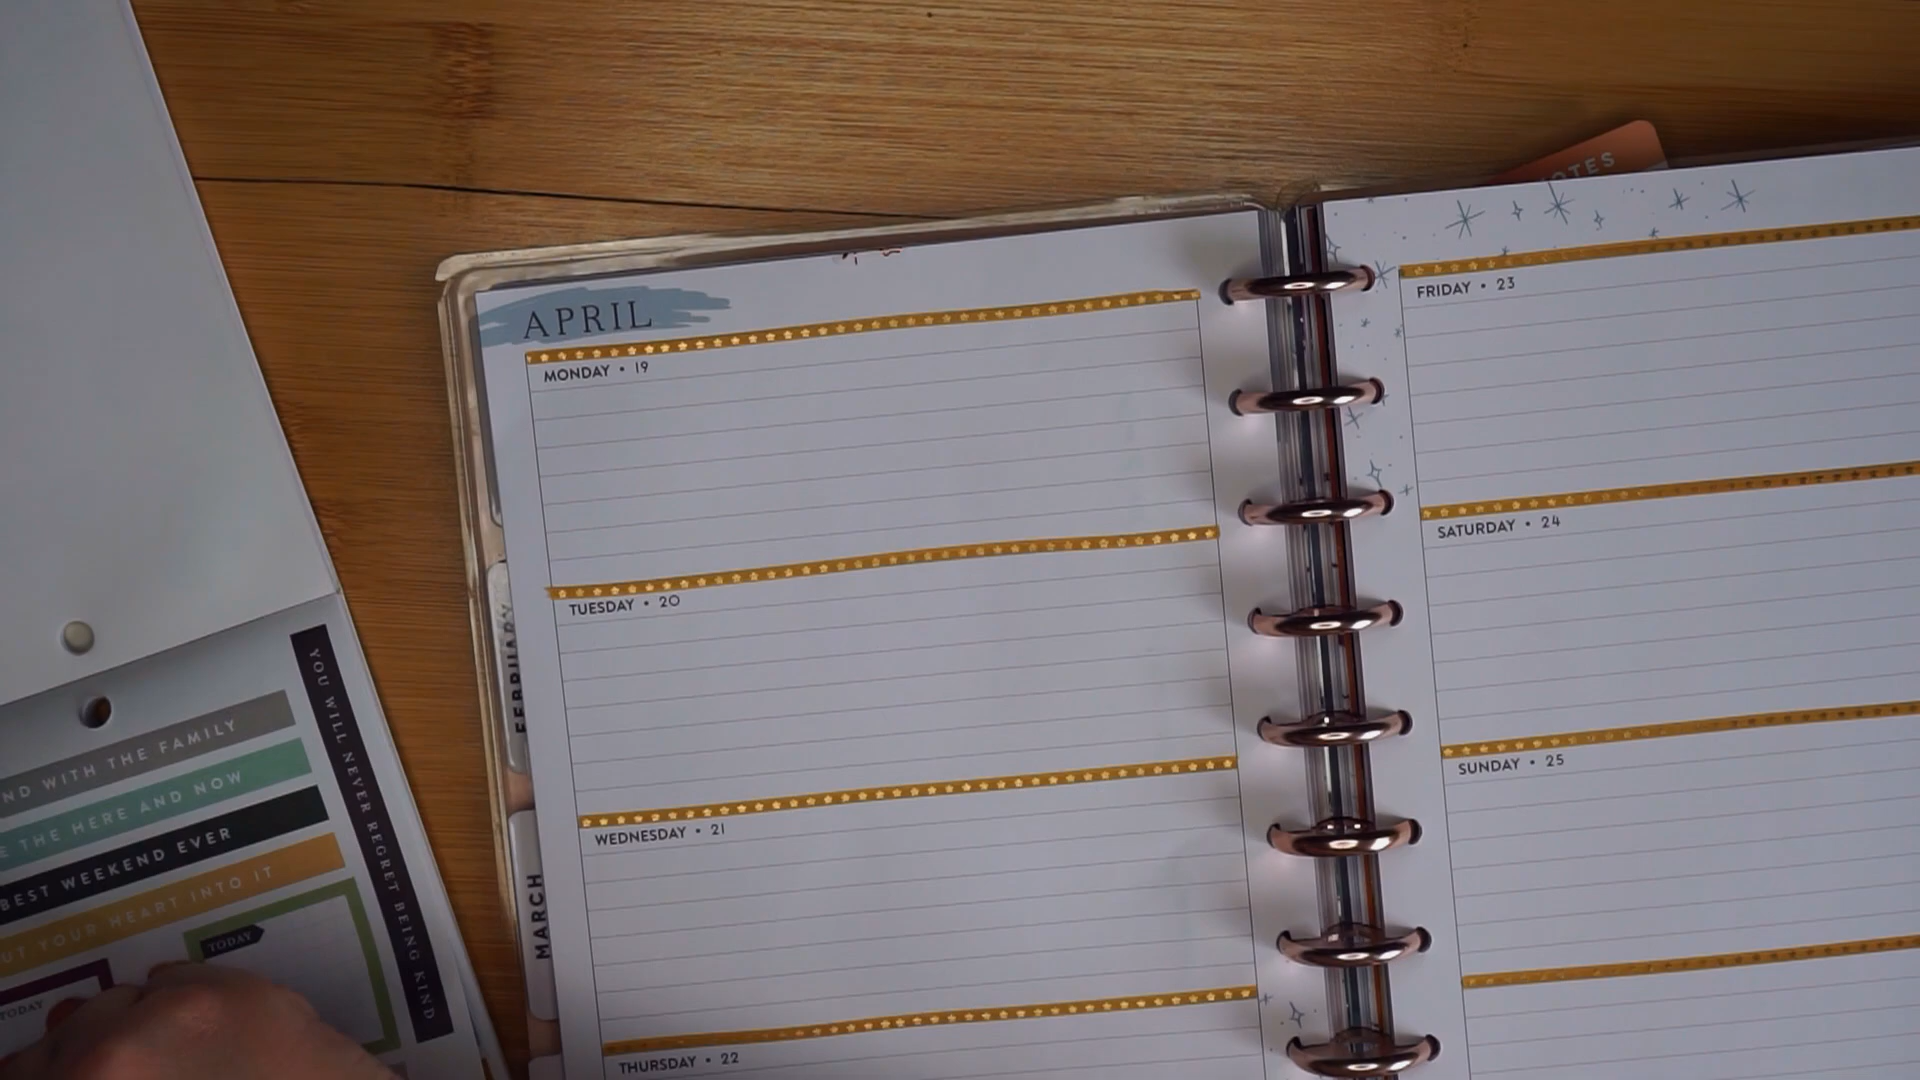 APRIL
MONDAY • 19
TUESDAY • 20
WEDNESDAY • 21
THURSDAY • 22
FRIDAY • 23
SATURDAY • 24
SUNDAY • 25
FEBRUARY
MARCH
WITH THE FAMILY
THE HERE AND NOW
BEST WEEKEND EVER
YOUR HEART INTO IT
TODAY
TODAY
YOU WILL NEVER REGRET BEING KIND